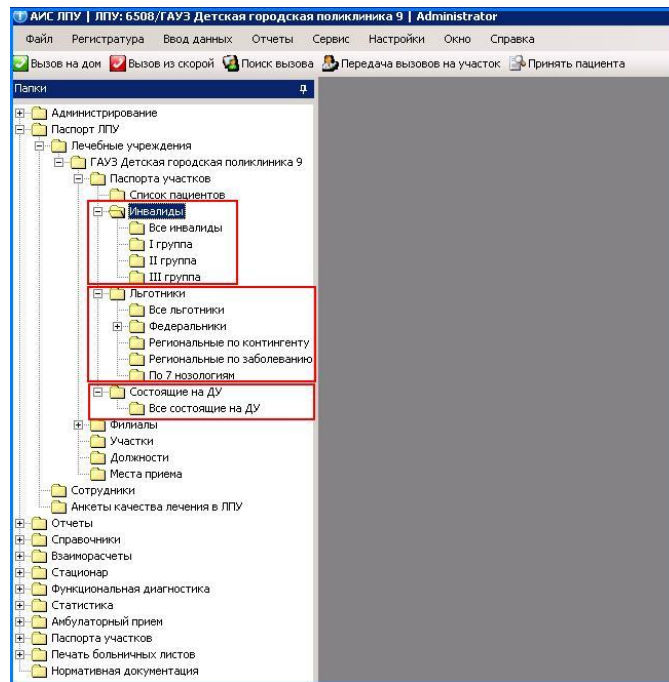 АИС ЛПУ | ЛПУ: 6508/ГАУЗ Детская городская поликлиника 9 | Administrator
Файл Регистратура Ввод данных Отчеты Сервис Настройки Окно Справка
Вызов на дом Вызов из скорой Поиск вызова Передача вызовов на участок Принять пациента
Папки
Администрирование
Паспорт ЛПУ
Лечебные учреждения
ГАУЗ Детская городская поликлиника 9
Паспорта участков
Список пациентов
Инвалиды
Все инвалиды
I группа
II группа
III группа
Льготники
Все льготники
Федеральники
Региональные по контингенту
Региональные по заболеванию
По 7 нозологиям
Состоящие на ДУ
Все состоящие на ДУ
Филиалы
Участки
Должности
Места приема
Сотрудники
Анкеты качества лечения в ЛПУ
Отчеты
Справочники
Взаиморасчеты
Стационар
Функциональная диагностика
Статистика
Амбулаторный прием
Паспорта участков
Печать больничных листов
Нормативная документация